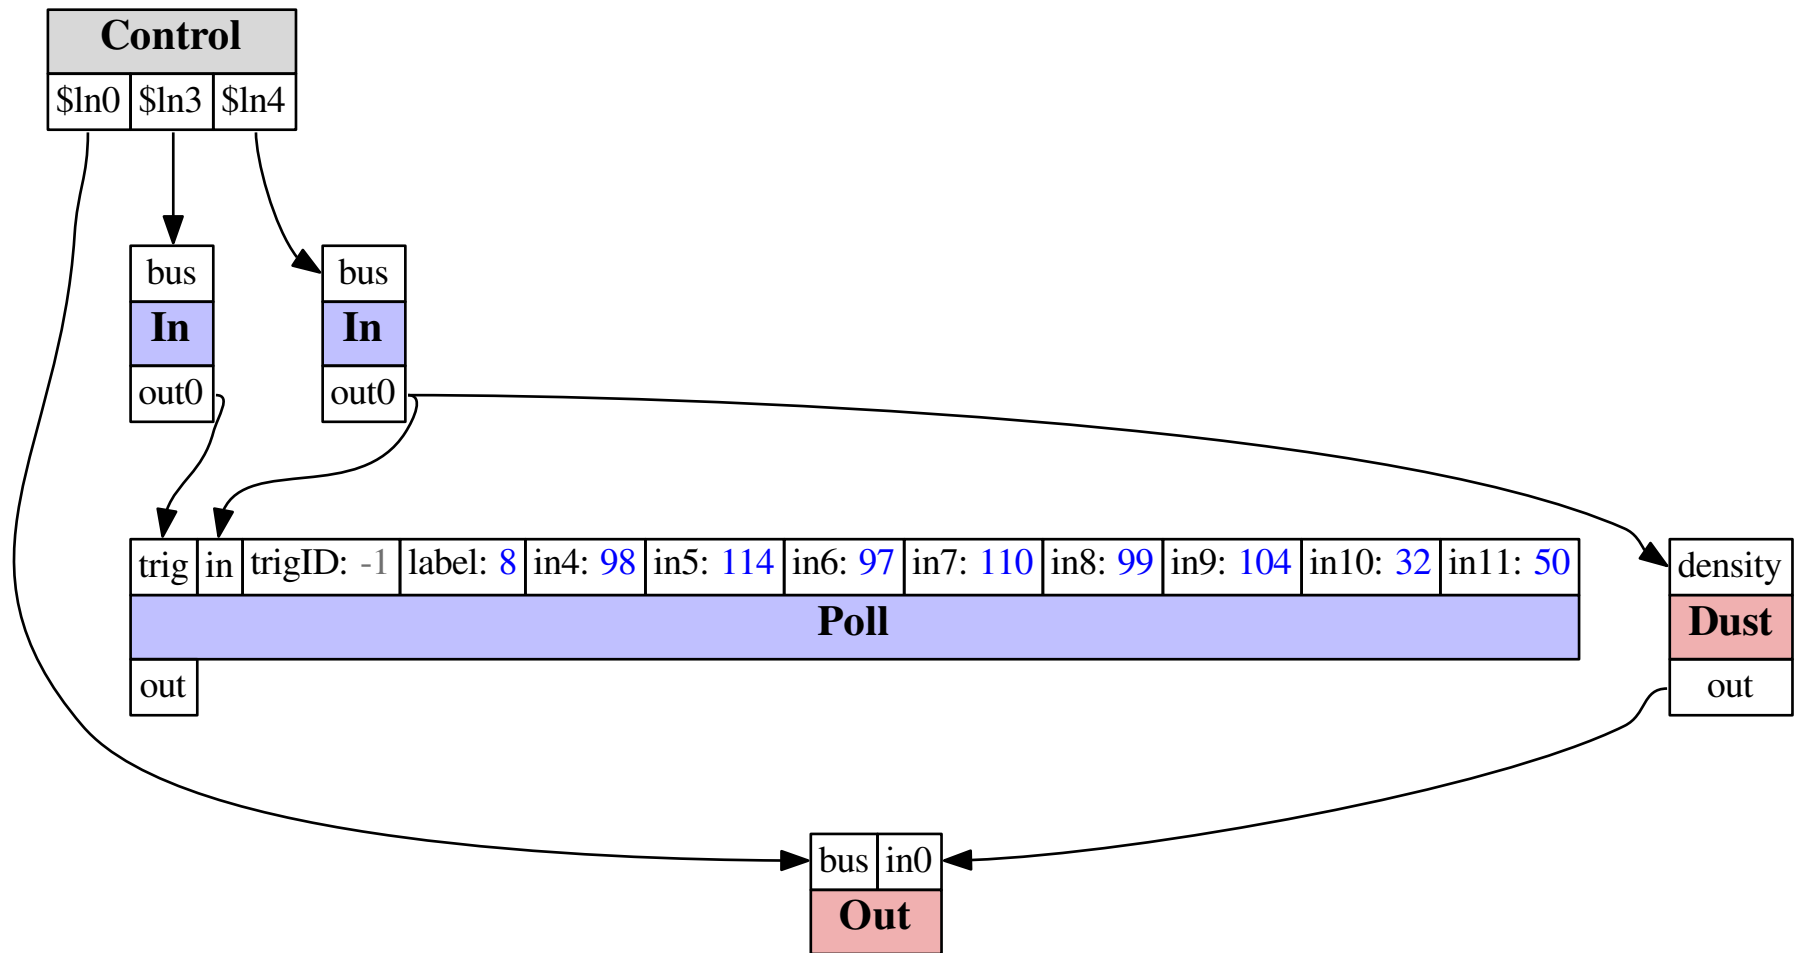 Control
$ln0 $ln3 $ln4
bus bus
In In
out0 out0
trig in trigID: -1 label: 8 in4: 98 in5: 114 in6: 97 in7: 110 in8: 99 in9: 104 in10: 32 in11: 50 density
Poll Dust
out out
bus in0
Out